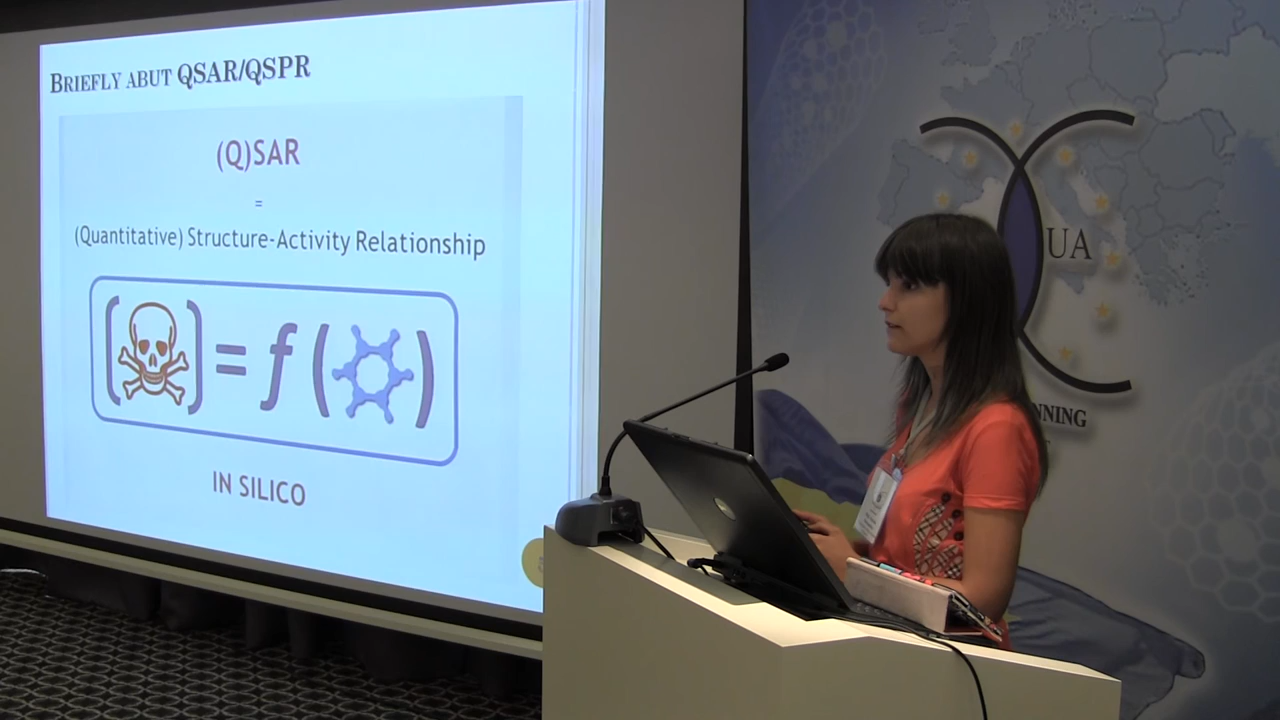 BRIEFLY ABUT QSAR/QSPR
(Q)SAR
=
(Quantitative) Structure-Activity Relationship
[ ] = f ( )
IN SILICO
UA
NNING